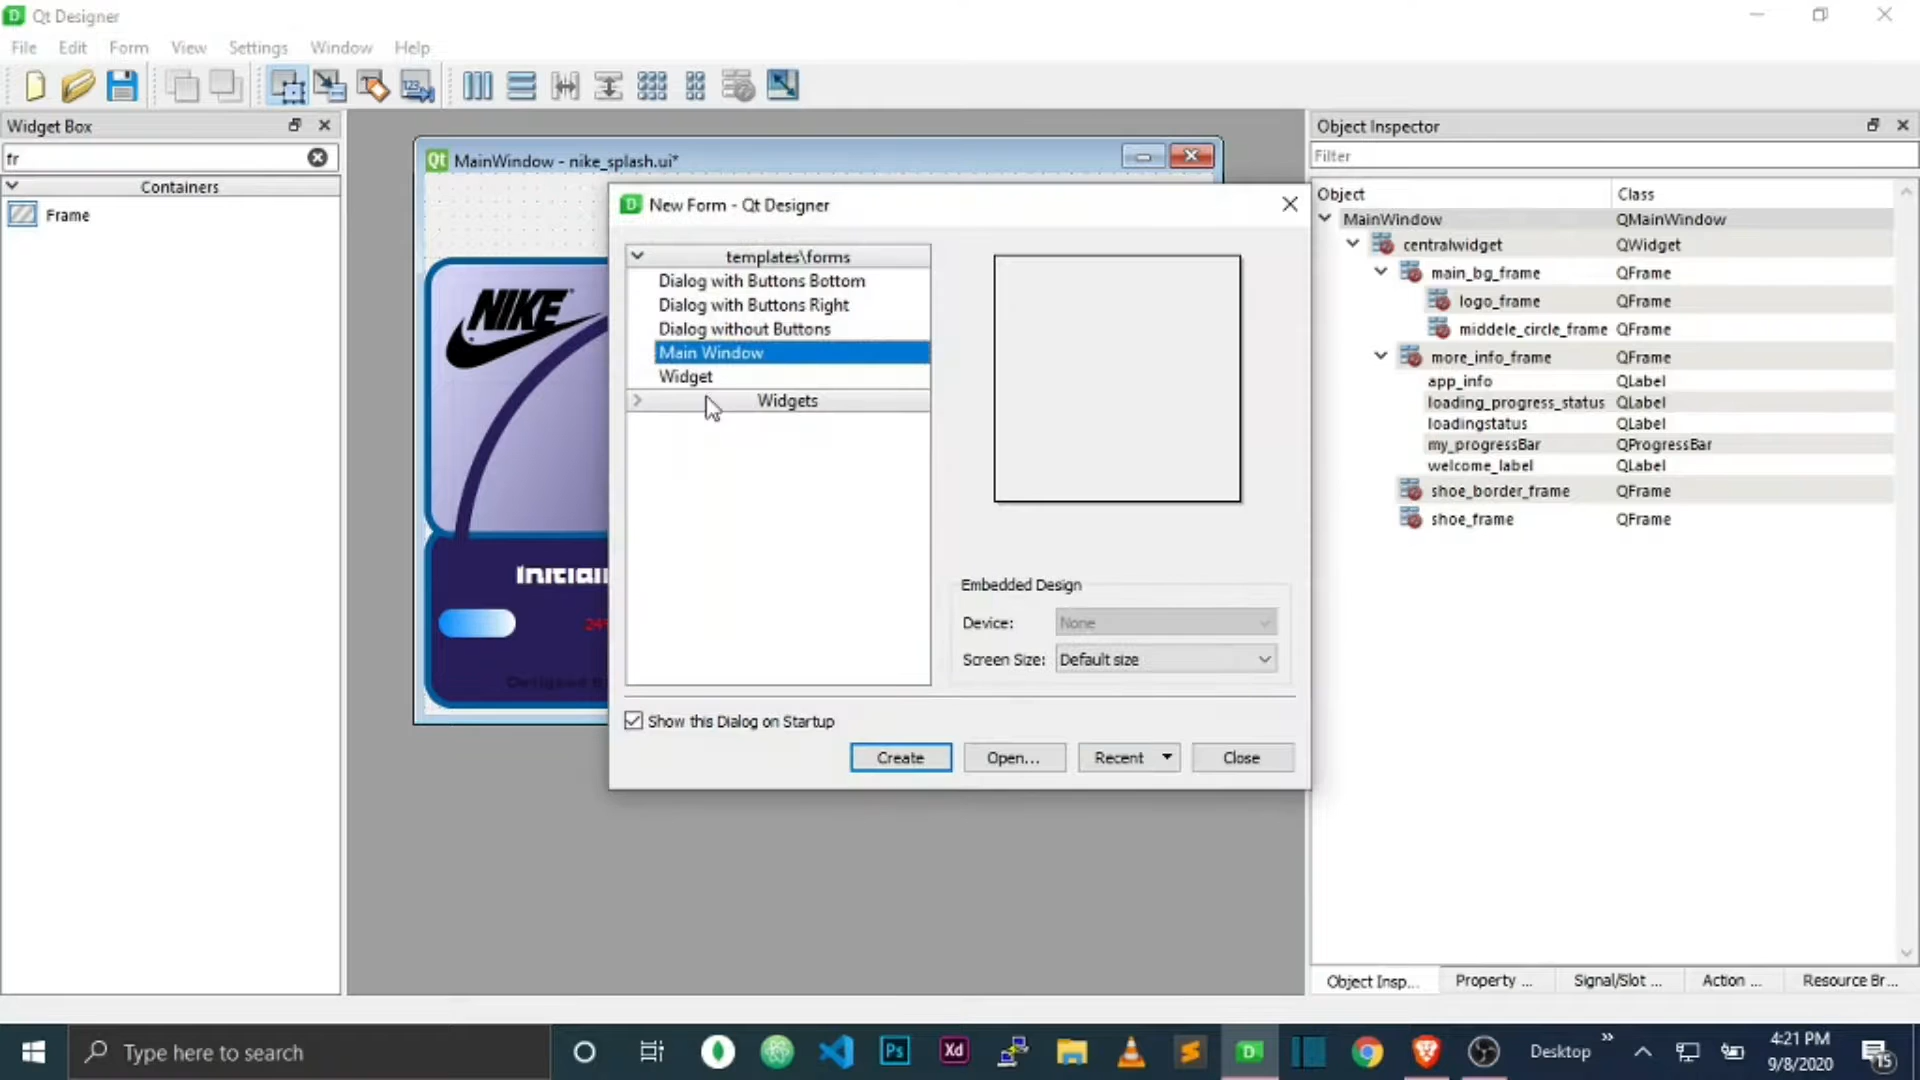 Qt Designer
File Edit Form View Settings Window Help
Widget Box
fr
Containers
Frame
Qt MainWindow - nike_splash.ui*
NIKE
New Form - Qt Designer
templates\forms
Dialog with Buttons Bottom
Dialog with Buttons Right
Dialog without Buttons
Main Window
Widget
Widgets
Embedded Design
Device: None
Screen Size: Default size
Show this Dialog on Startup
Create Open... Recent Close
Object Inspector
Filter
Object Class
MainWindow QMainWindow
centralwidget QWidget
main_bg_frame QFrame
logo_frame QFrame
middele_circle_frame QFrame
more_info_frame QFrame
app_info QLabel
loading_progress_status QLabel
loadingstatus QLabel
my_progressBar QProgressBar
welcome_label QLabel
shoe_border_frame QFrame
shoe_frame QFrame
Object Insp... Property ... Signal/Slot ... Action ... Resource Br...
Type here to search
Ps
Xd
D
Desktop
4:21 PM
9/8/2020
15